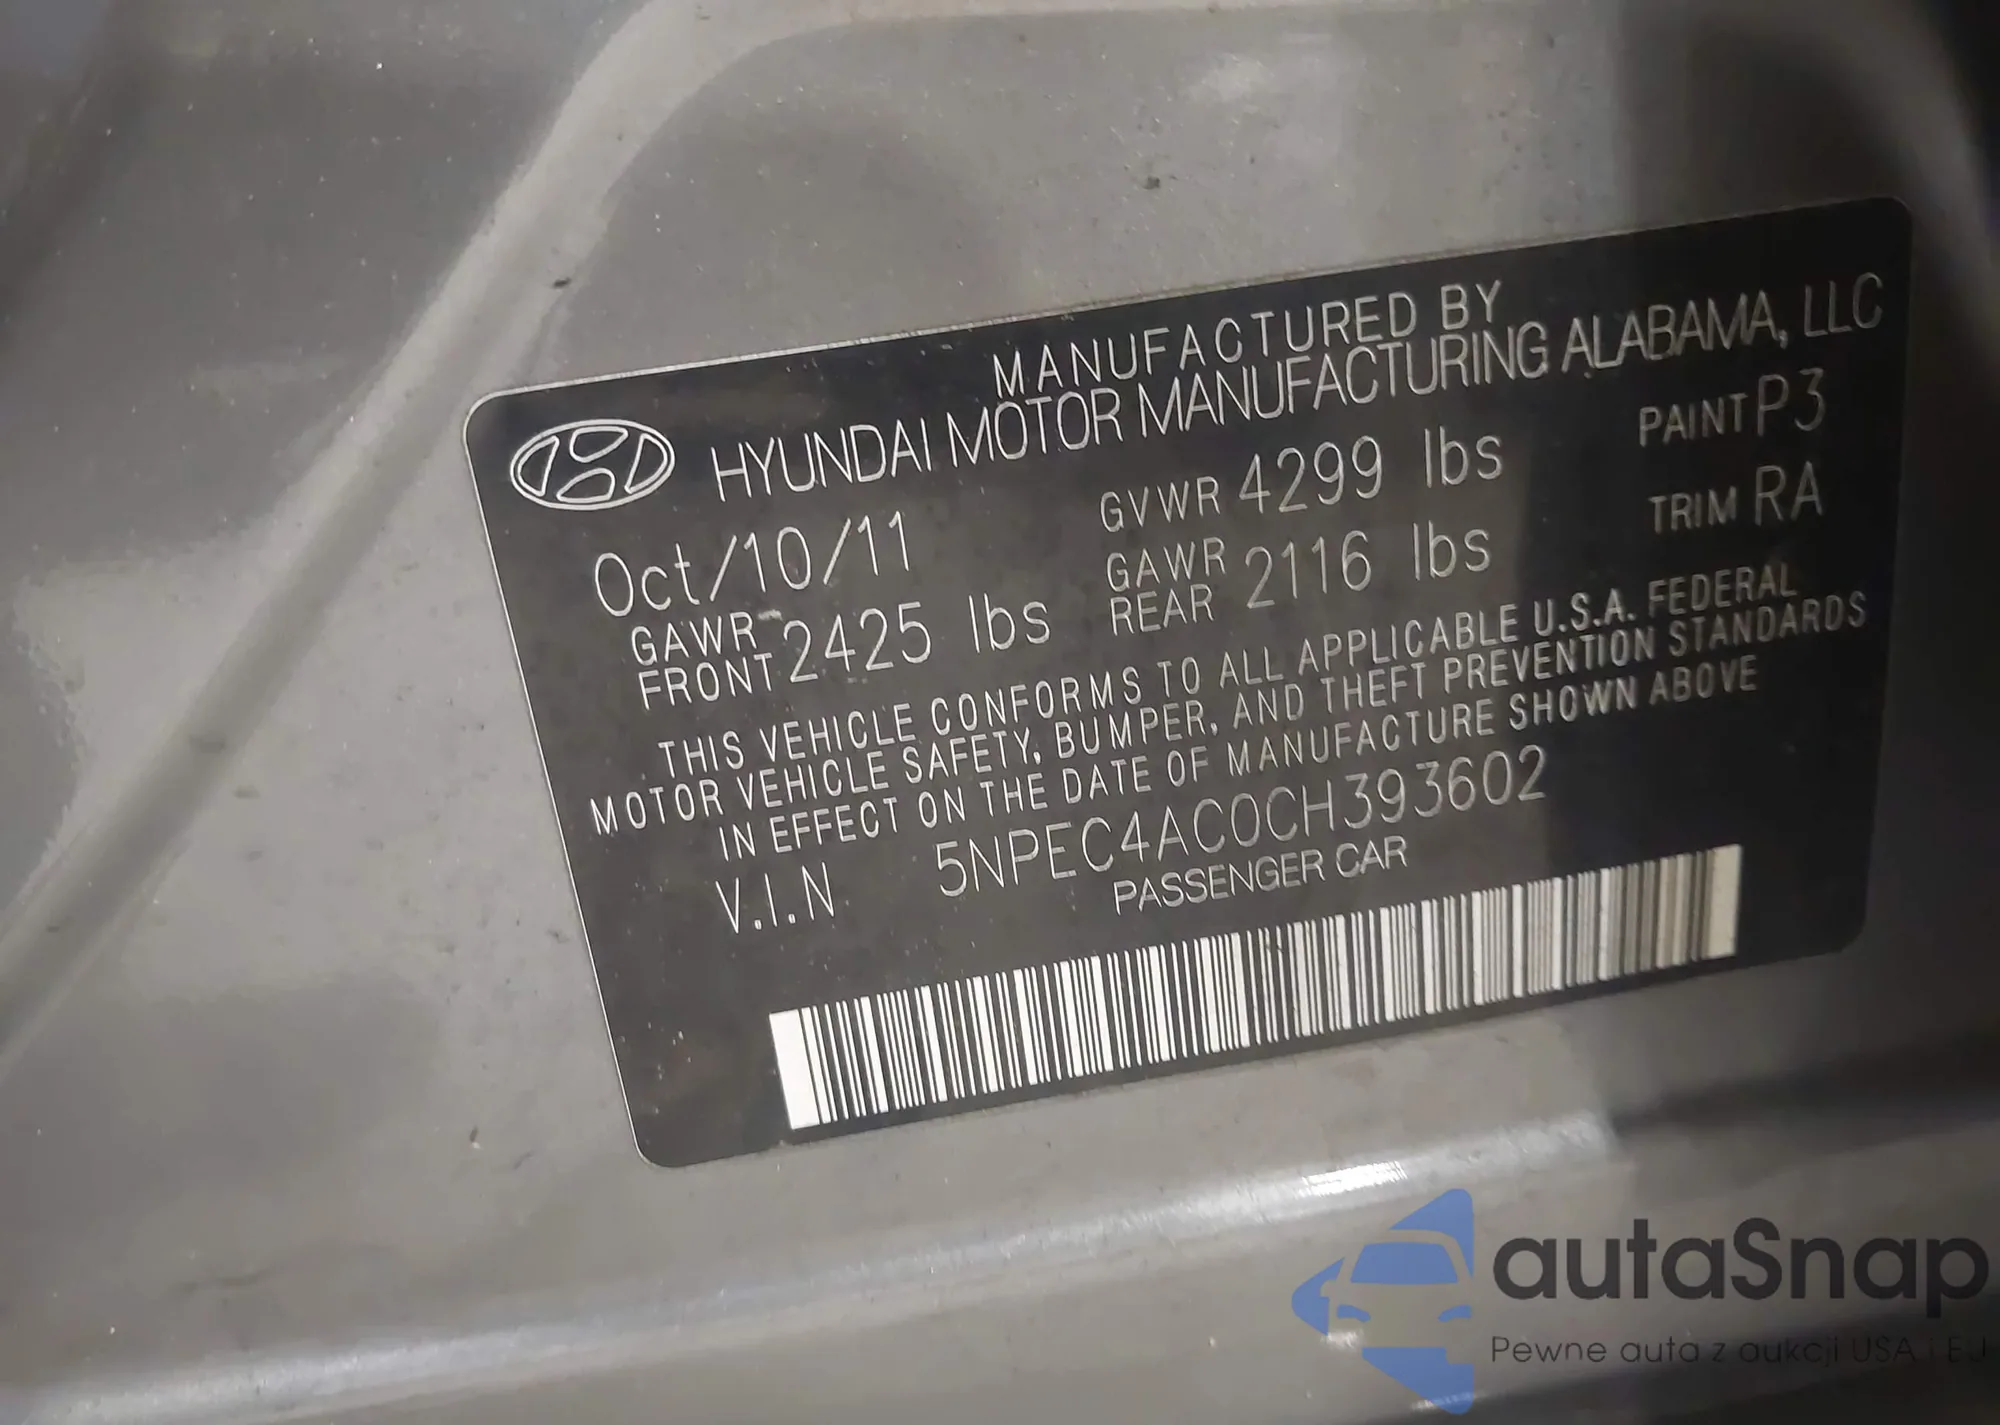 MANUFACTURED BY
HYUNDAI MOTOR MANUFACTURING ALABAMA, LLC
Oct/10/11 GVWR 4299 lbs PAINT P3
GAWR FRONT 2425 lbs GAWR REAR 2116 lbs TRIM RA
THIS VEHICLE CONFORMS TO ALL APPLICABLE U.S.A. FEDERAL
MOTOR VEHICLE SAFETY, BUMPER, AND THEFT PREVENTION STANDARDS
IN EFFECT ON THE DATE OF MANUFACTURE SHOWN ABOVE
V.I.N 5NPEC4AC0CH393602
PASSENGER CAR
autaSnap
Pewne auta z aukcji USA i EU